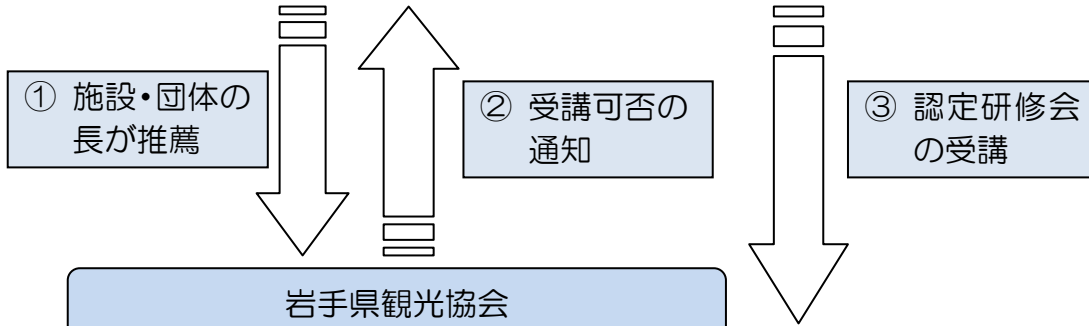 ① 施設・団体の
長が推薦
② 受講可否の
通知
③ 認定研修会
の受講
岩手県観光協会